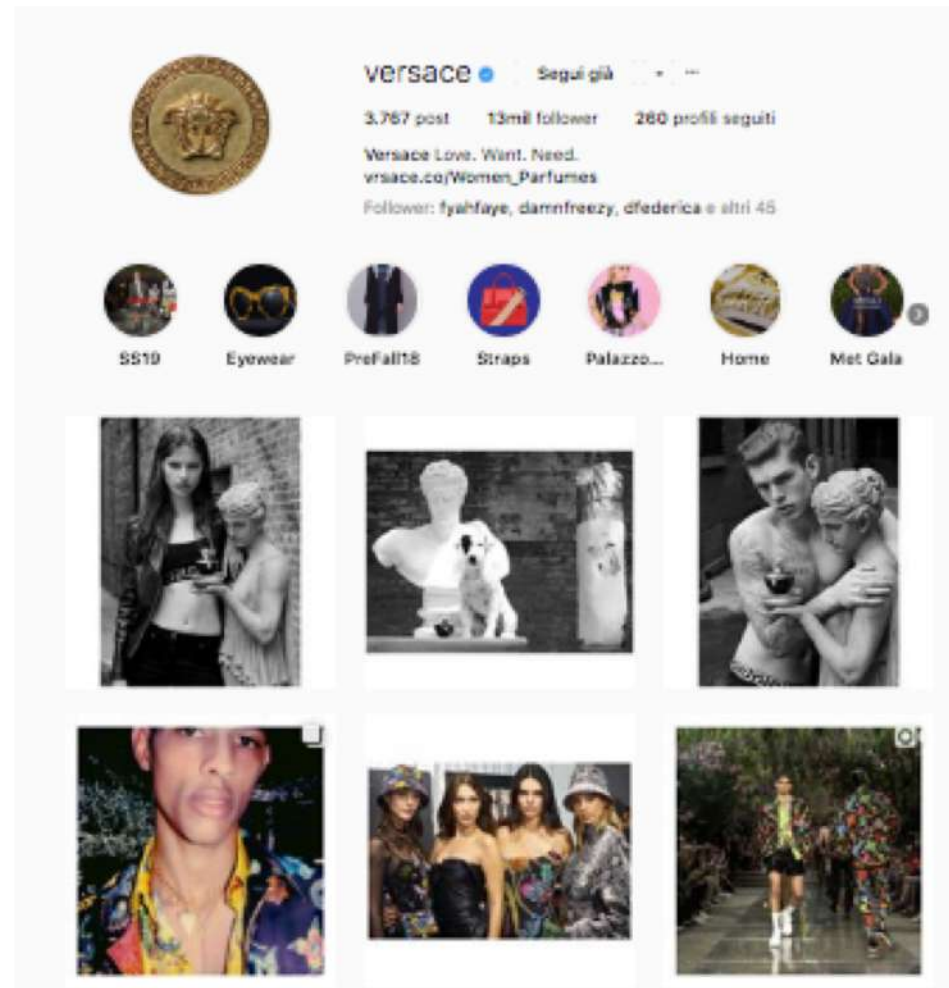 versace Segui già
3.767 post 13mil follower 260 profili seguiti
Versace Love. Want. Need.
vrsace.co/Women_Parfumes
Follower: fyahfaye, damnfreezy, dfederica e altri 45
SS19 Eyewear PreFall18 Straps Palazzo... Home Met Gala